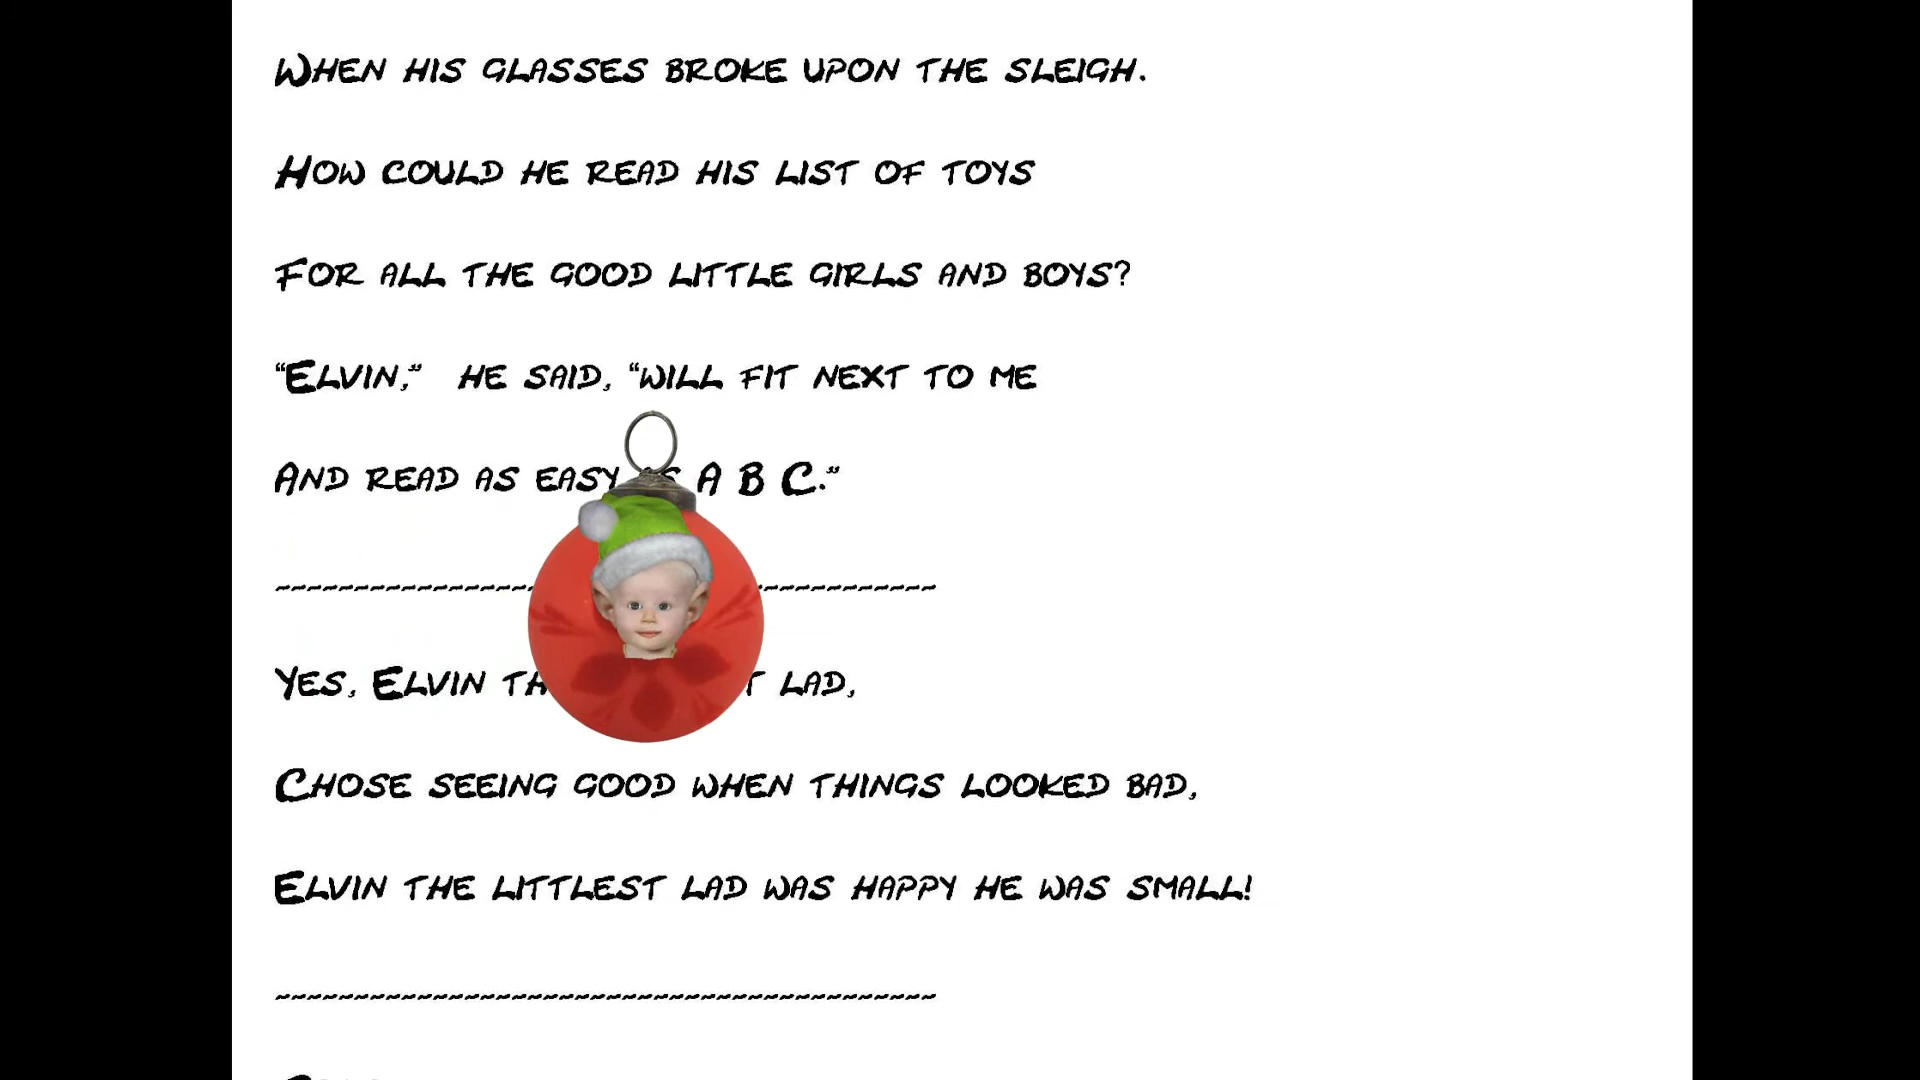 When his glasses broke upon the sleigh.
How could he read his list of toys
For all the good little girls and boys?
“Elvin,” he said, “will fit next to me
And read as easy A B C.”
~~~~~~~~~~~~~~~~~~~~~~~~~~~~~~~~~~~~~~~~~~
Yes, Elvin lad,
Chose seeing good when things looked bad,
Elvin the littlest lad was happy he was small!
~~~~~~~~~~~~~~~~~~~~~~~~~~~~~~~~~~~~~~~~~~